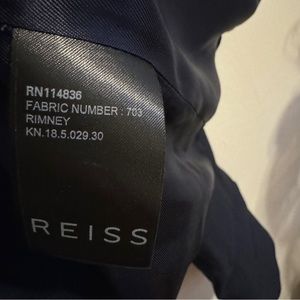 RN114836
FABRIC NUMBER : 703
RIMNEY
KN.18.5.029.30
REISS